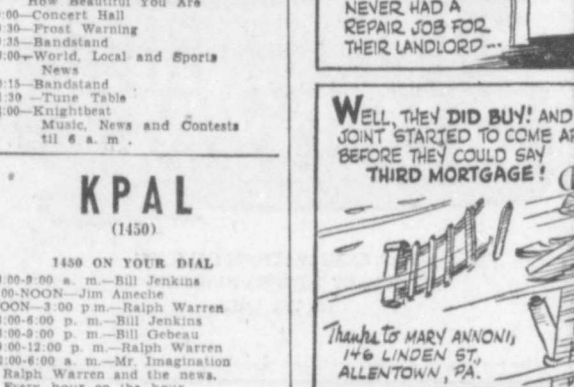 How Beautiful You Are
:00—Concert Hall
:30—Frost Warning
:35—Bandstand
:00—World, Local and Sports
News
:15—Bandstand
:30 —Tune Table
:00—Knightbeat
Music, News and Contests
til 6 a. m .
KPAL
(1450)
1450 ON YOUR DIAL
:00-9:00 a. m.—Bill Jenkins
:00-NOON—Jim Ameche
NOON—3:00 p.m.—Ralph Warren
:00-6:00 p. m.—Bill Jenkins
:00-9:00 p. m.—Bill Gebeau
:00-12:00 p. m.—Ralph Warren
:00-6:00 a. m.—Mr. Imagination
Ralph Warren and the news.
Every hour on the hour
NEVER HAD A
REPAIR JOB FOR
THEIR LANDLORD---
WELL, THEY DID BUY! AND
JOINT STARTED TO COME
BEFORE THEY COULD SAY
THIRD MORTGAGE!
Thanks to MARY ANNONI,
146 LINDEN ST.,
ALLENTOWN, PA.